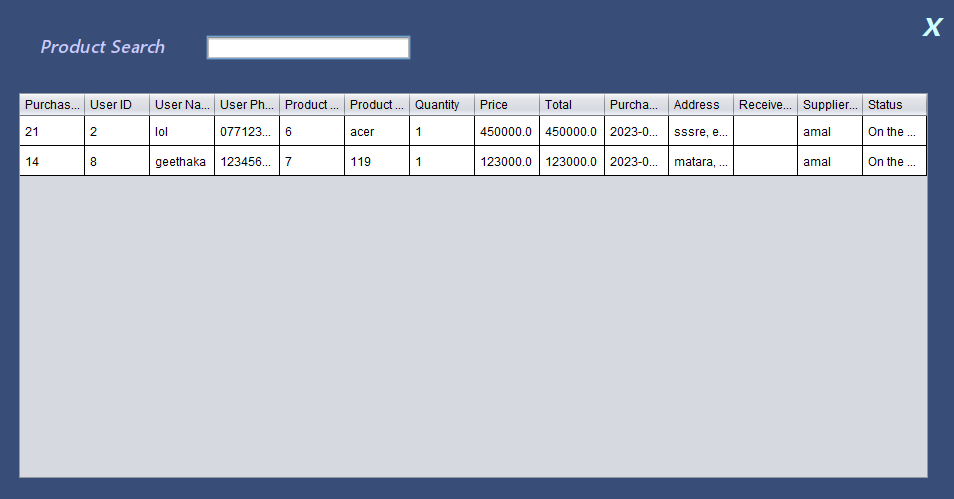 X
Product Search
Purchas... User ID User Na... User Ph... Product ... Product ... Quantity Price Total Purcha... Address Receive... Supplier... Status
21 2 lol 077123... 6 acer 1 450000.0 450000.0 2023-0... sssre, e... amal On the ...
14 8 geethaka 123456... 7 119 1 123000.0 123000.0 2023-0... matara, ... amal On the ...